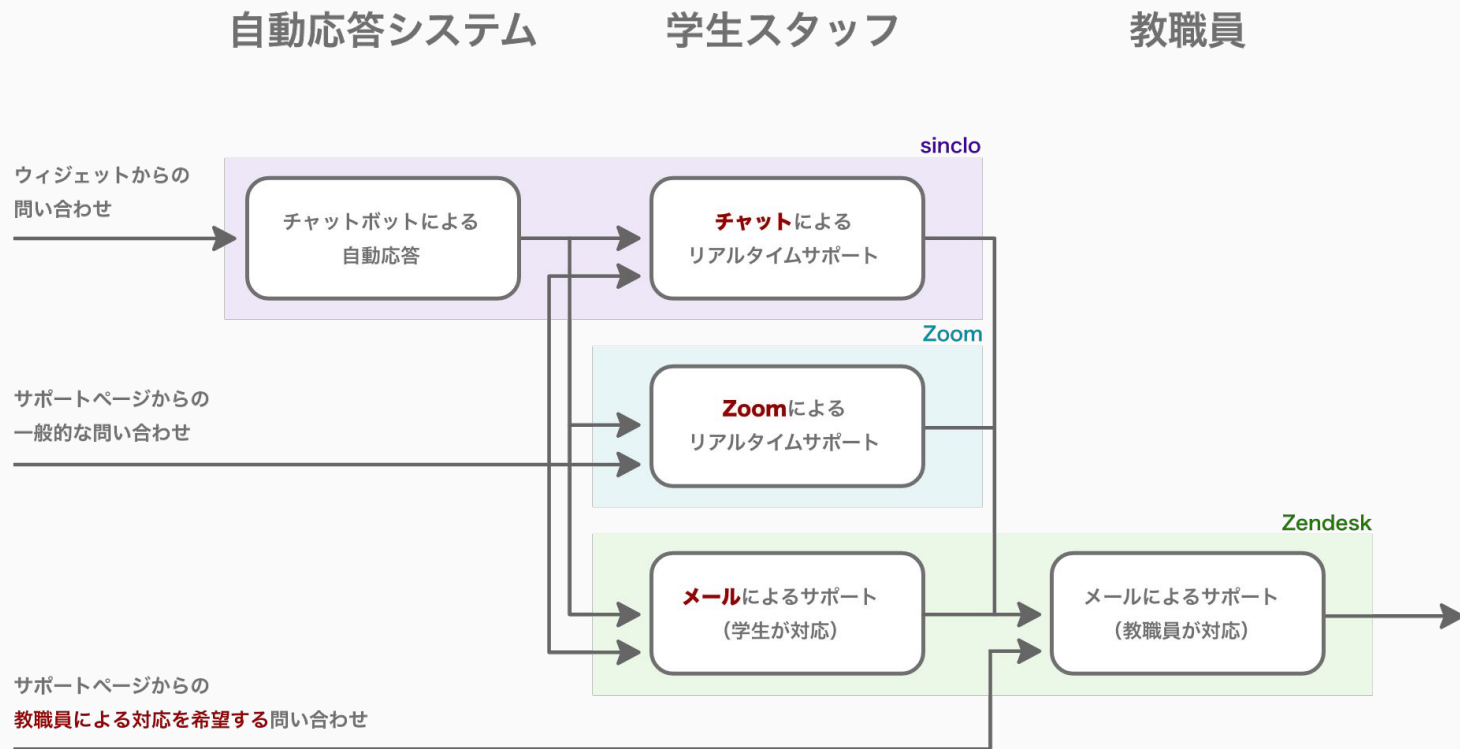 自動応答システム
学生スタッフ
教職員
sinclo
ウィジェットからの
問い合わせ
チャットボットによる
自動応答
チャットによる
リアルタイムサポート
Zoom
サポートページからの
一般的な問い合わせ
Zoomによる
リアルタイムサポート
Zendesk
メールによるサポート
（学生が対応）
メールによるサポート
（教職員が対応）
サポートページからの
教職員による対応を希望する問い合わせ